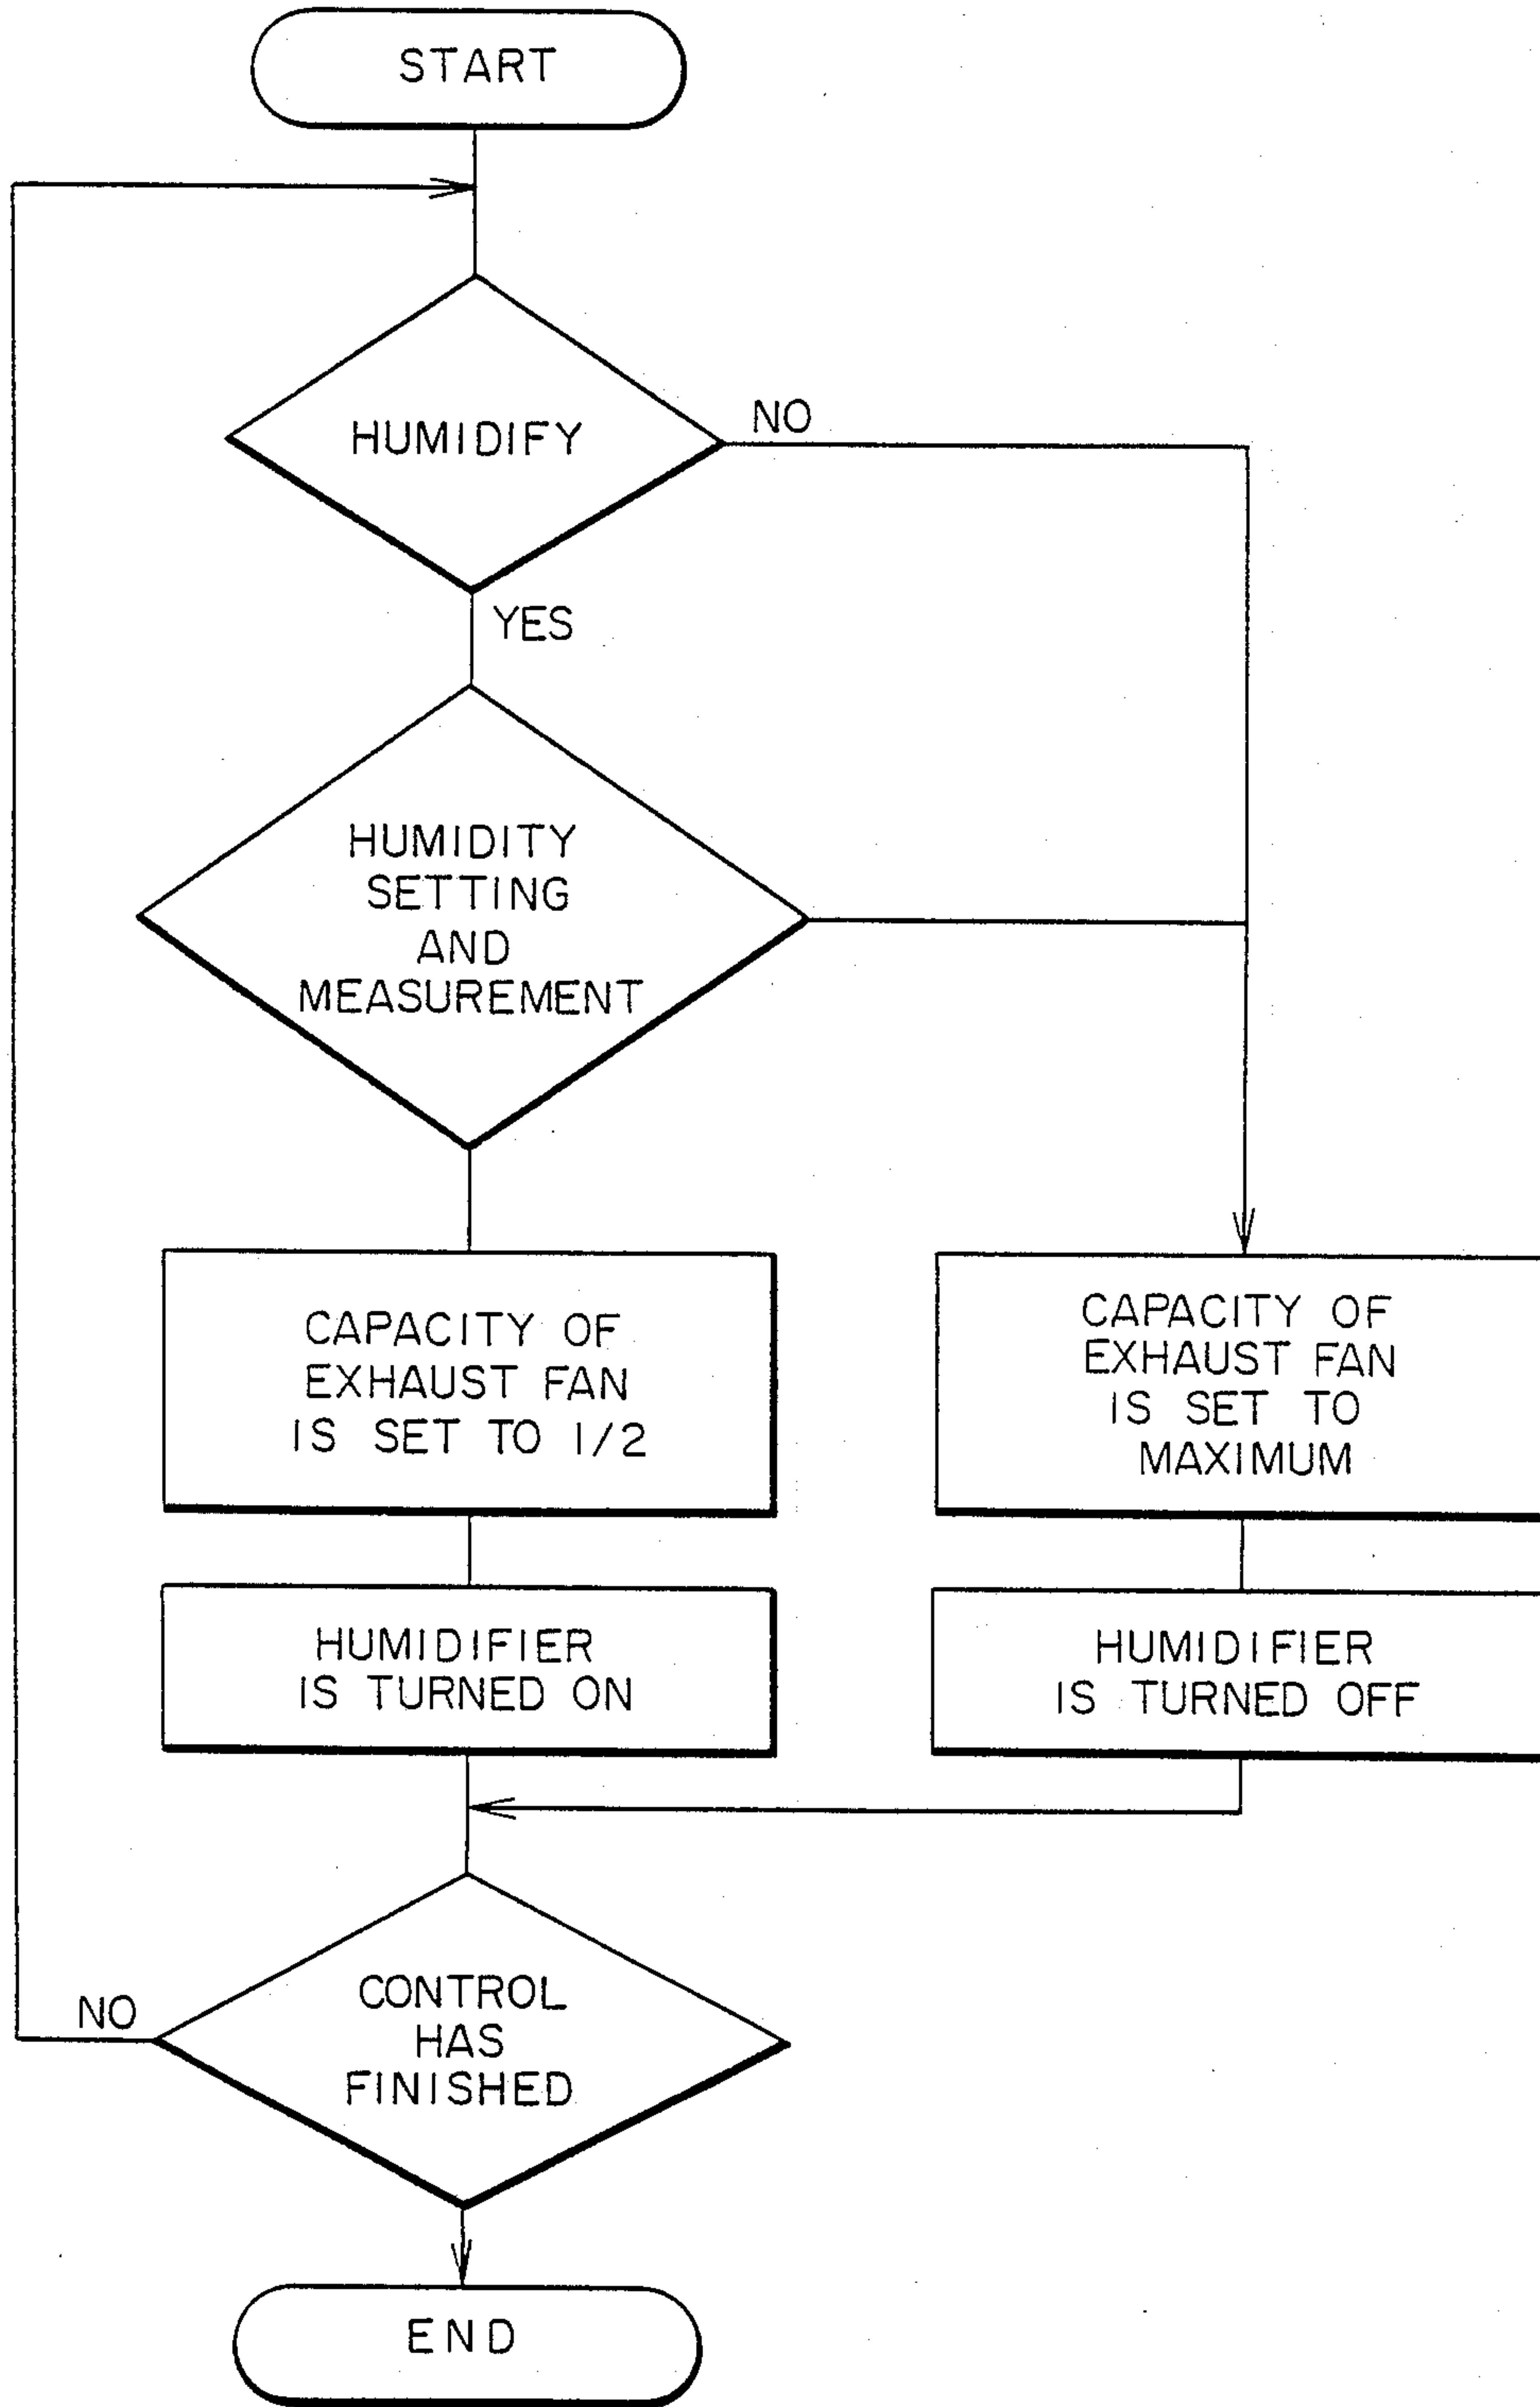 START
HUMIDIFY
NO
YES
HUMIDITY
SETTING
AND
MEASUREMENT
CAPACITY OF
EXHAUST FAN
IS SET TO 1/2
CAPACITY OF
EXHAUST FAN
IS SET TO
MAXIMUM
HUMIDIFIER
IS TURNED ON
HUMIDIFIER
IS TURNED OFF
NO
CONTROL
HAS
FINISHED
END